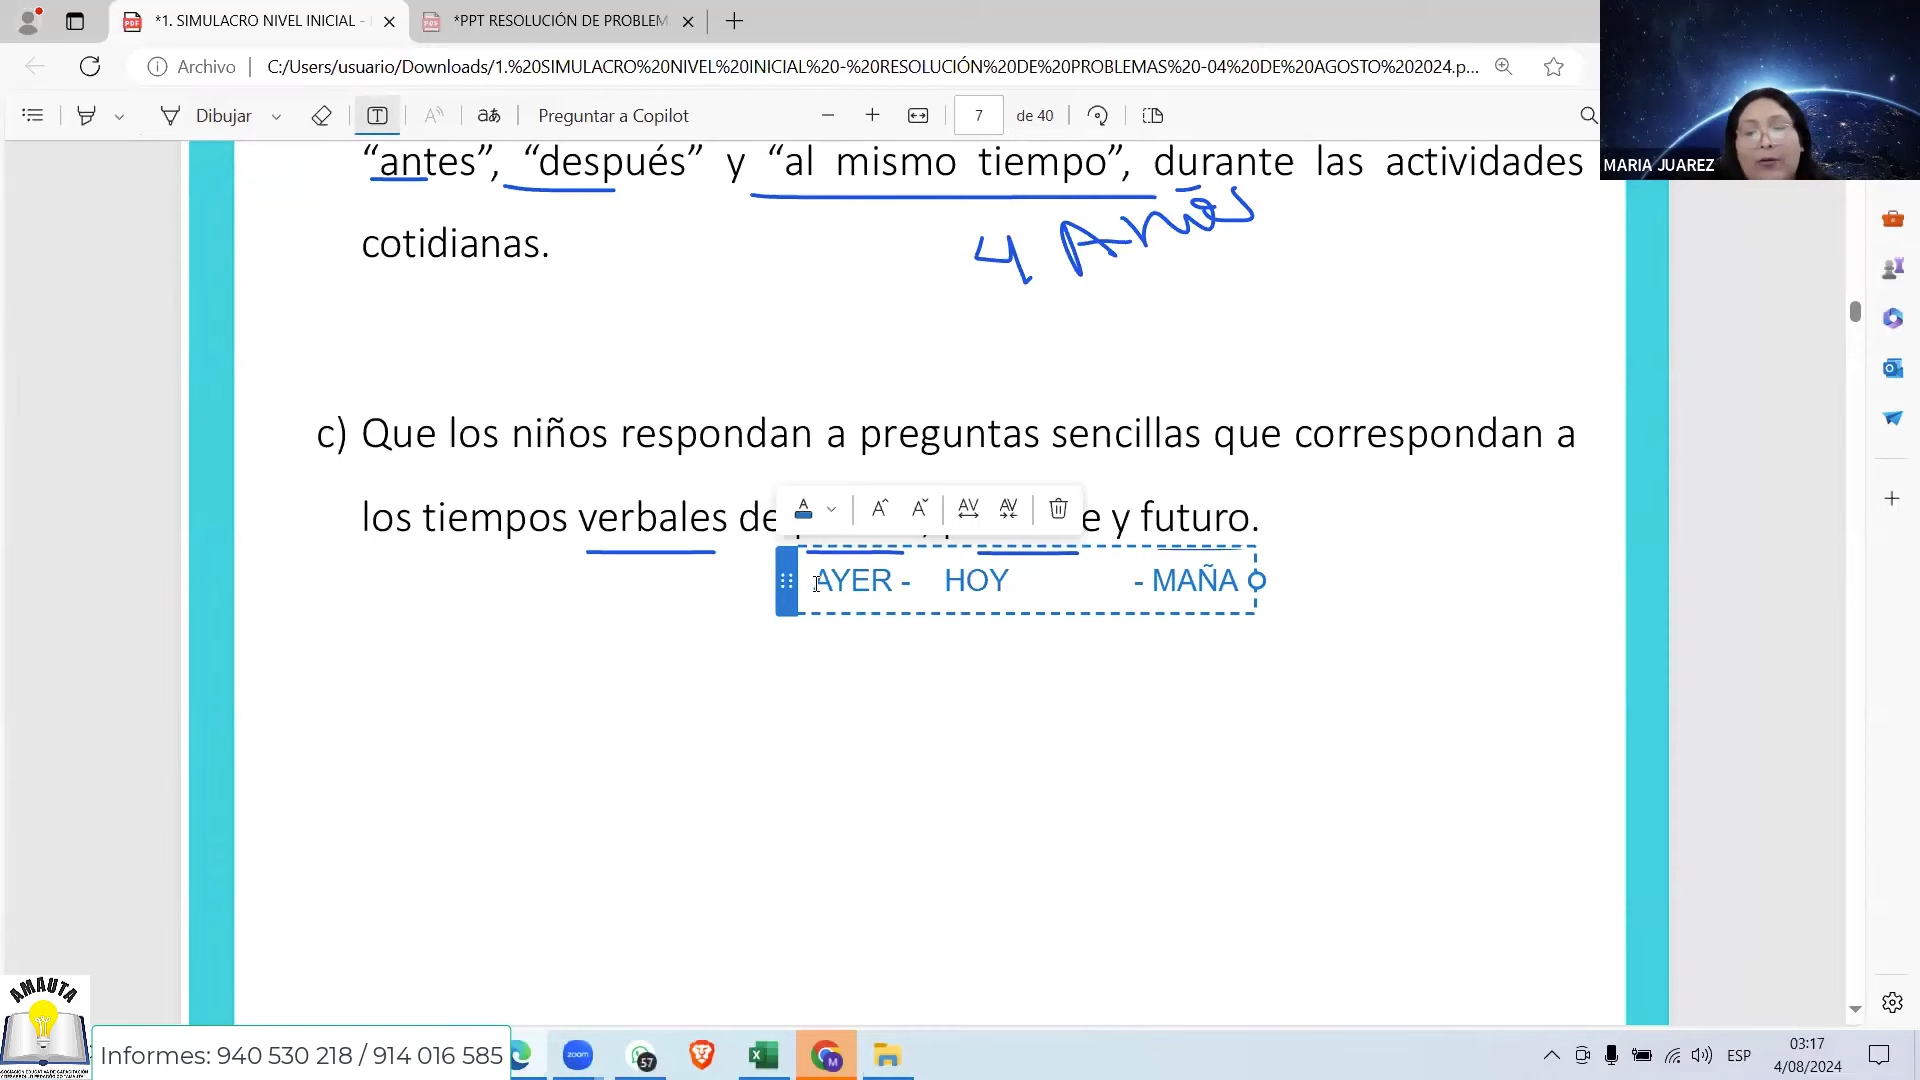 *1. SIMULACRO NIVEL INICIAL -
*PPT RESOLUCIÓN DE PROBLEM
Archivo
C:/Users/usuario/Downloads/1.%20SIMULACRO%20NIVEL%20INICIAL%20-%20RESOLUCIÓN%20DE%20PROBLEMAS%20-04%20DE%20AGOSTO%202024.p...
Dibujar
Preguntar a Copilot
7
de 40
MARIA JUAREZ
“antes”, “después” y “al mismo tiempo”, durante las actividades
cotidianas.
4 Años
c) Que los niños respondan a preguntas sencillas que correspondan a
los tiempos verbales de y futuro.
AYER - HOY - MAÑA
AMAUTA
Informes: 940 530 218 / 914 016 585
zoom
57
ESP
03:17
4/08/2024